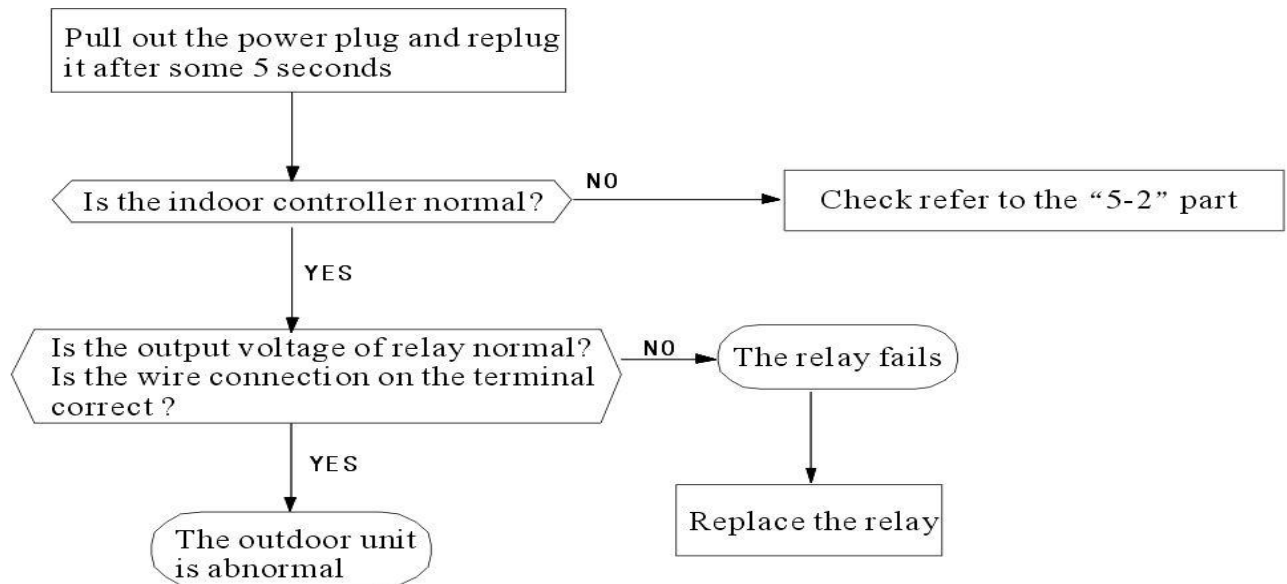 Pull out the power plug and replug
it after some 5 seconds
Is the indoor controller normal?
NO
Check refer to the “5-2” part
YES
Is the output voltage of relay normal?
Is the wire connection on the terminal
correct ?
NO
The relay fails
YES
Replace the relay
The outdoor unit
is abnormal